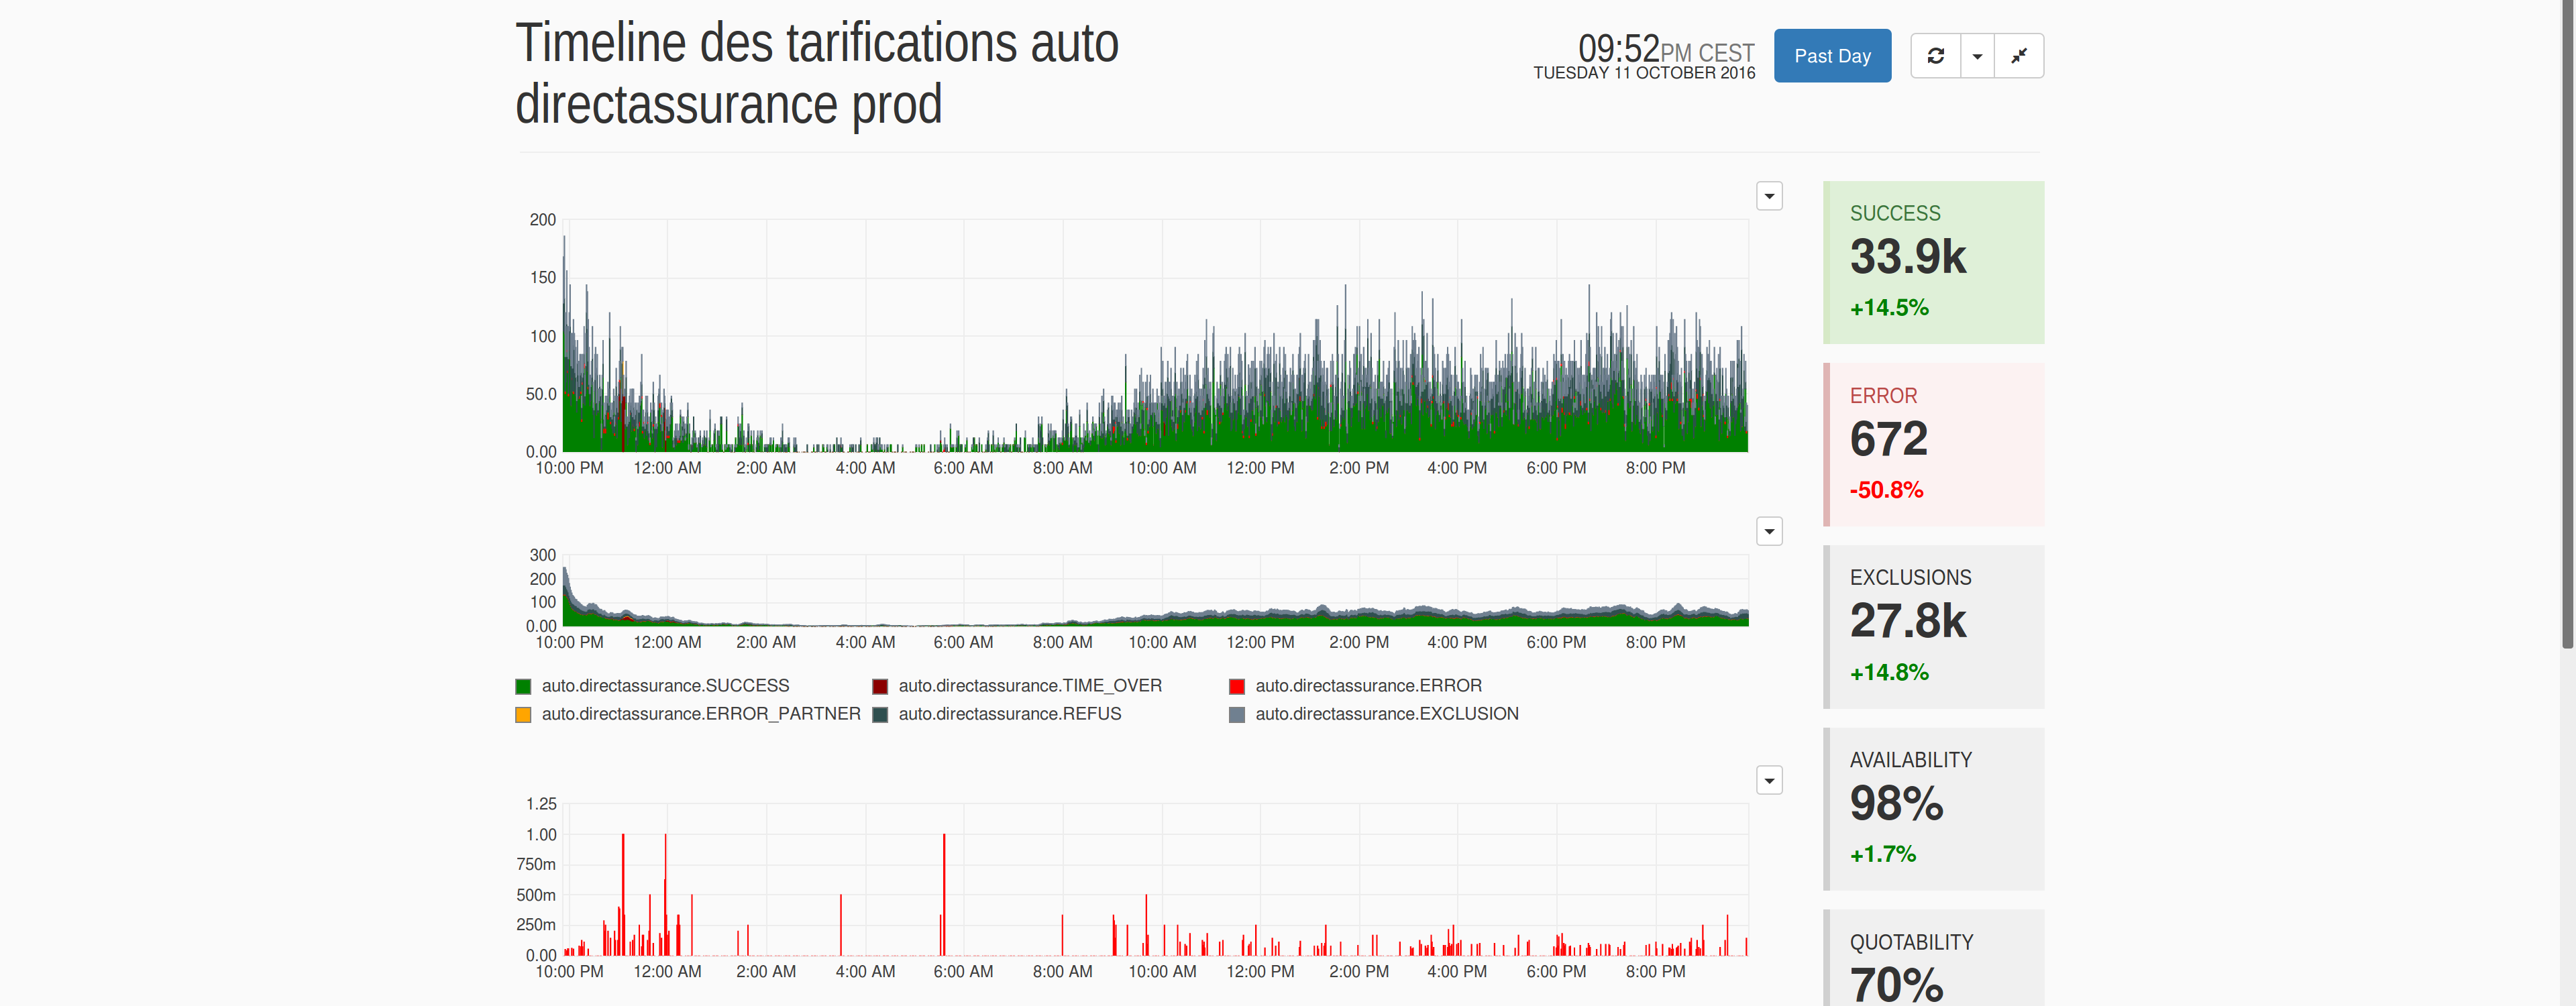 Timeline des tarifications auto
directassurance prod
09:52PM CEST
TUESDAY 11 OCTOBER 2016
Past Day
200
150
100
50.0
0.00
10:00 PM 12:00 AM 2:00 AM 4:00 AM 6:00 AM 8:00 AM 10:00 AM 12:00 PM 2:00 PM 4:00 PM 6:00 PM 8:00 PM
300
200
100
0.00
10:00 PM 12:00 AM 2:00 AM 4:00 AM 6:00 AM 8:00 AM 10:00 AM 12:00 PM 2:00 PM 4:00 PM 6:00 PM 8:00 PM
auto.directassurance.SUCCESS auto.directassurance.TIME_OVER auto.directassurance.ERROR
auto.directassurance.ERROR_PARTNER auto.directassurance.REFUS auto.directassurance.EXCLUSION
1.25
1.00
750m
500m
250m
0.00
10:00 PM 12:00 AM 2:00 AM 4:00 AM 6:00 AM 8:00 AM 10:00 AM 12:00 PM 2:00 PM 4:00 PM 6:00 PM 8:00 PM
SUCCESS
33.9k
+14.5%
ERROR
672
-50.8%
EXCLUSIONS
27.8k
+14.8%
AVAILABILITY
98%
+1.7%
QUOTABILITY
70%